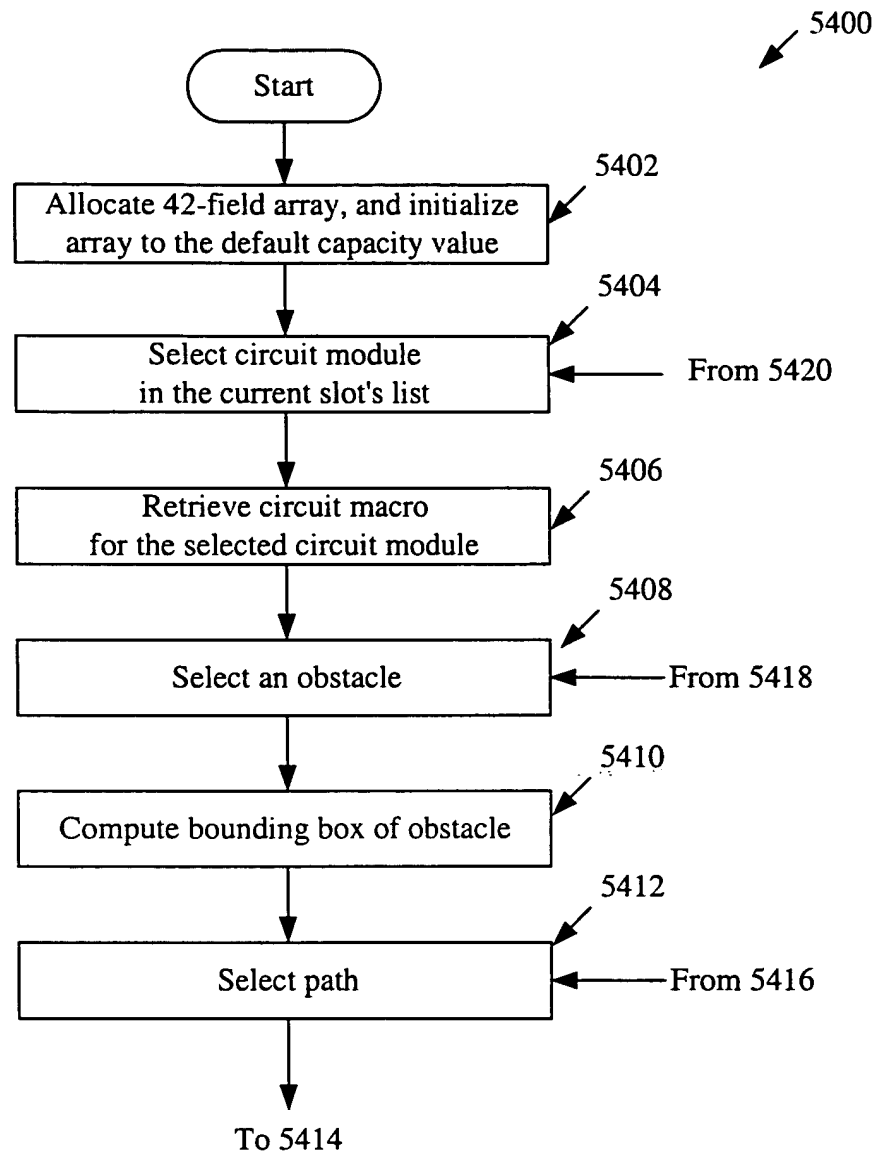 5400
Start
5402
Allocate 42-field array, and initialize
array to the default capacity value
5404
Select circuit module
in the current slot's list
From 5420
5406
Retrieve circuit macro
for the selected circuit module
5408
Select an obstacle
From 5418
5410
Compute bounding box of obstacle
5412
Select path
From 5416
To 5414